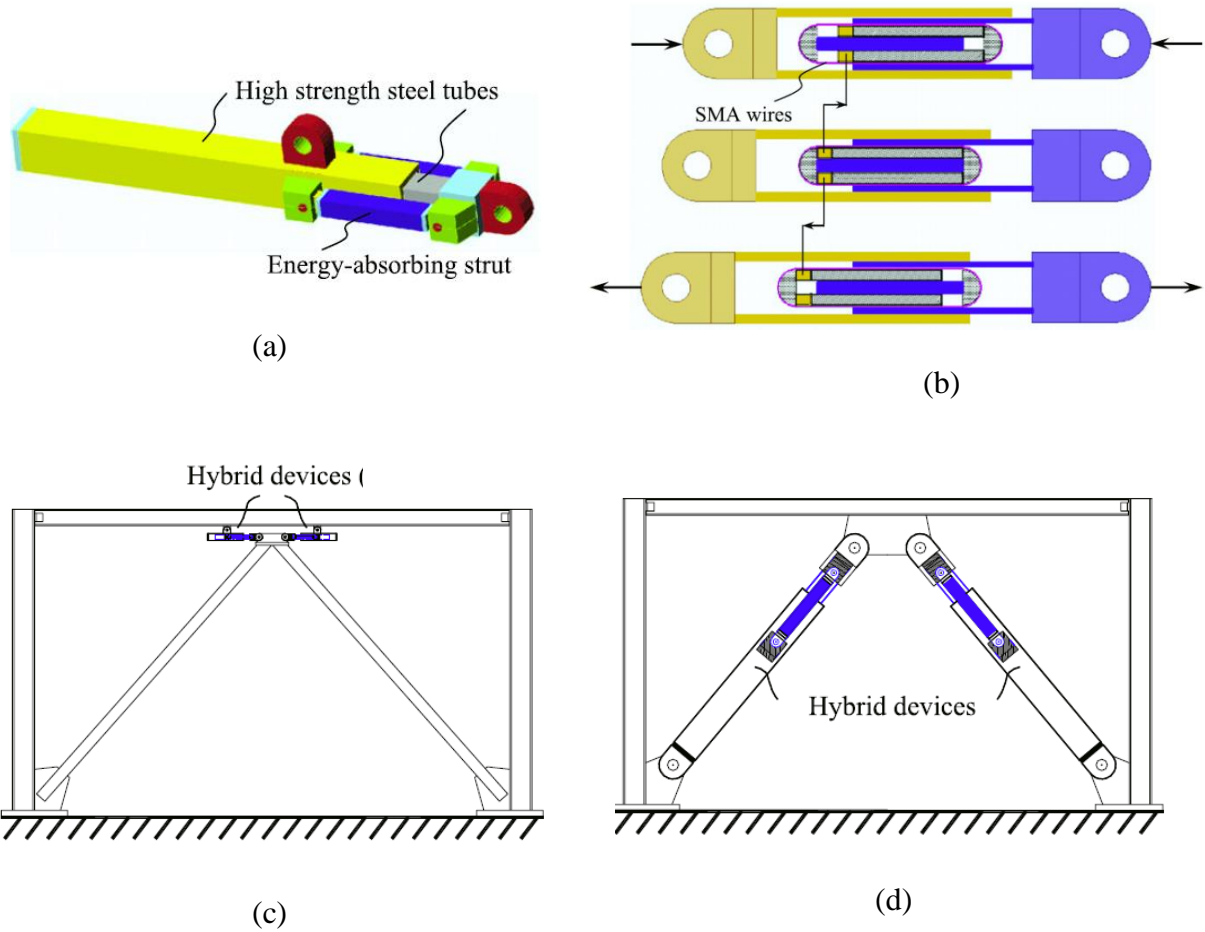 High strength steel tubes
Energy-absorbing strut
(a)
SMA wires
(b)
Hybrid devices (
(c)
Hybrid devices
(d)